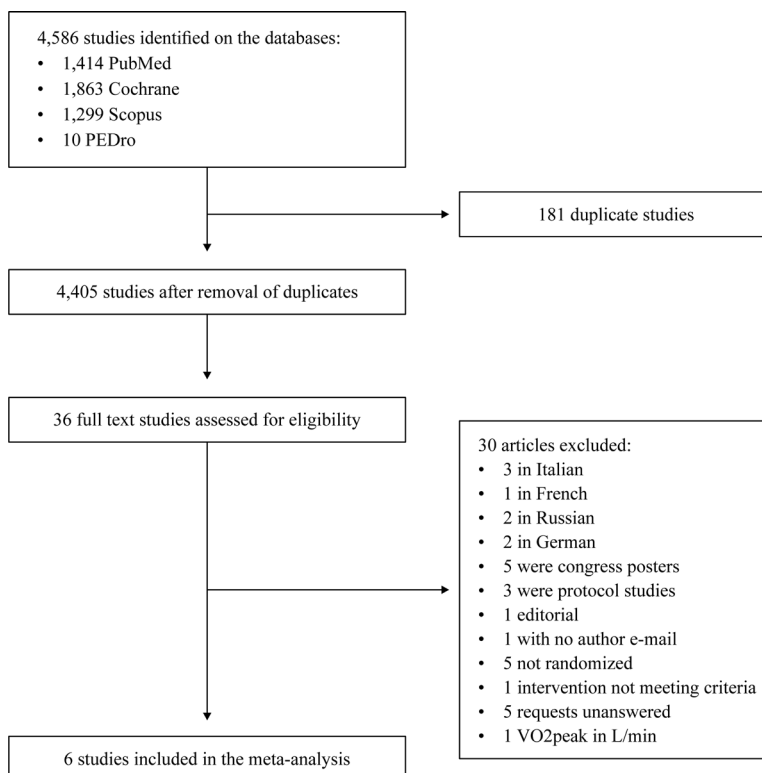 4,586 studies identified on the databases:
• 1,414 PubMed
• 1,863 Cochrane
• 1,299 Scopus
• 10 PEDro
181 duplicate studies
4,405 studies after removal of duplicates
36 full text studies assessed for eligibility
30 articles excluded:
• 3 in Italian
• 1 in French
• 2 in Russian
• 2 in German
• 5 were congress posters
• 3 were protocol studies
• 1 editorial
• 1 with no author e-mail
• 5 not randomized
• 1 intervention not meeting criteria
• 5 requests unanswered
• 1 VO2peak in L/min
6 studies included in the meta-analysis